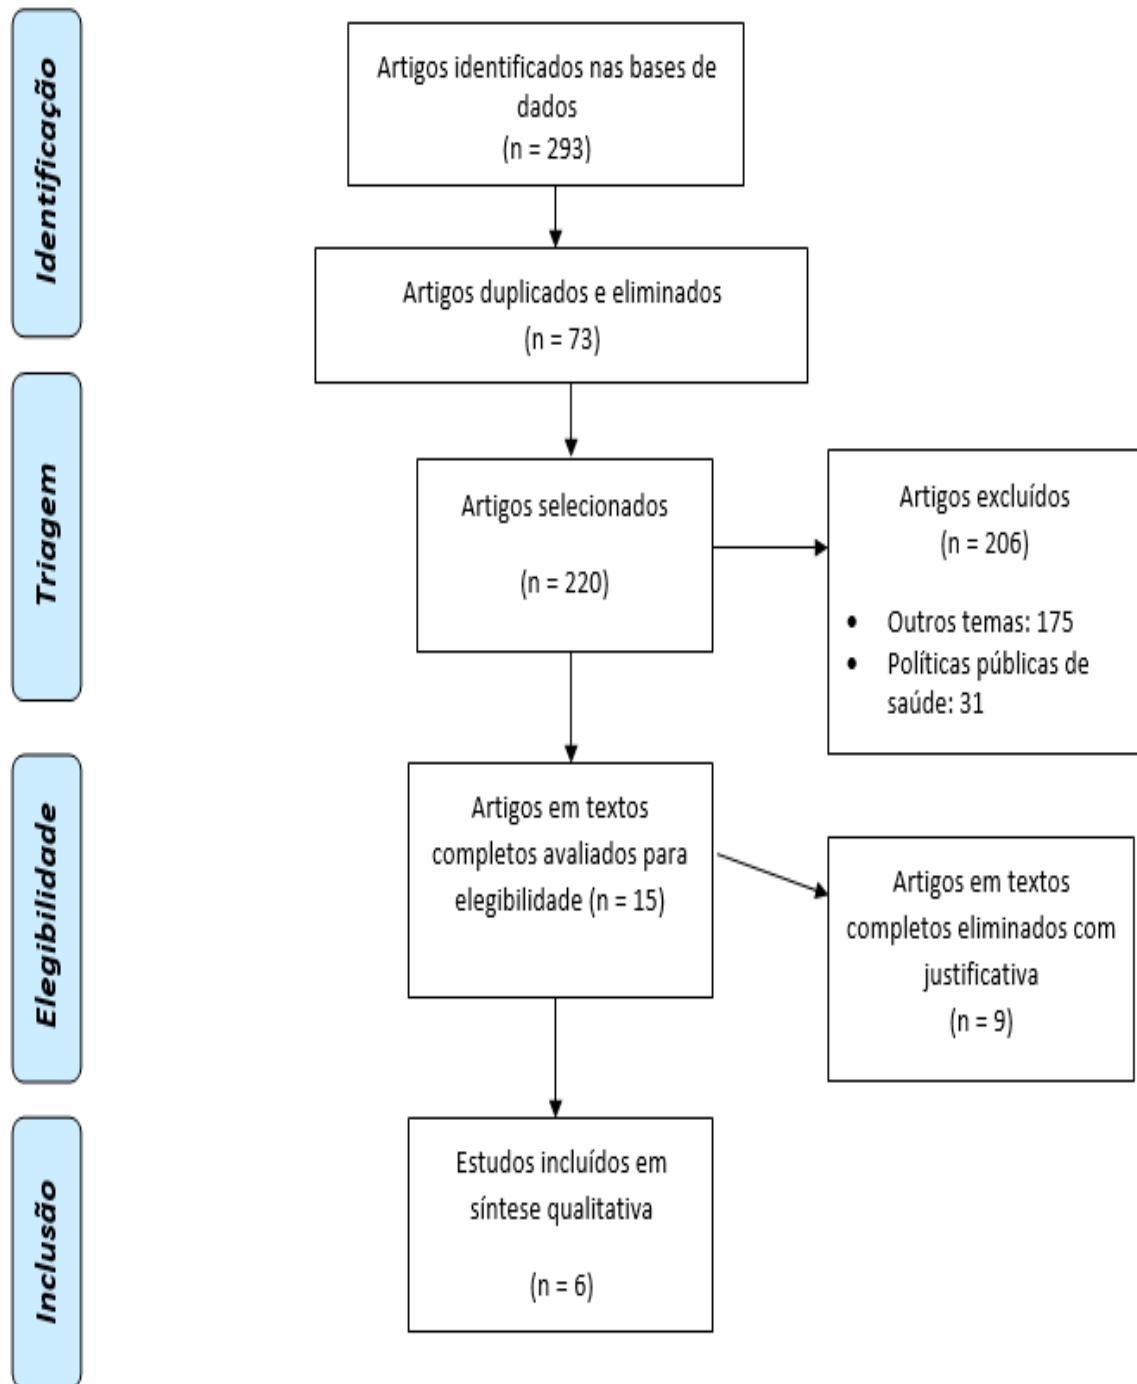 Identificação
Artigos identificados nas bases de
dados
(n = 293)
Artigos duplicados e eliminados
(n = 73)
Triagem
Artigos selecionados
(n = 220)
Artigos excluídos
(n = 206)
• Outros temas: 175
• Políticas públicas de
saúde: 31
Elegibilidade
Artigos em textos
completos avaliados para
elegibilidade (n = 15)
Artigos em textos
completos eliminados com
justificativa
(n = 9)
Inclusão
Estudos incluídos em
síntese qualitativa
(n = 6)